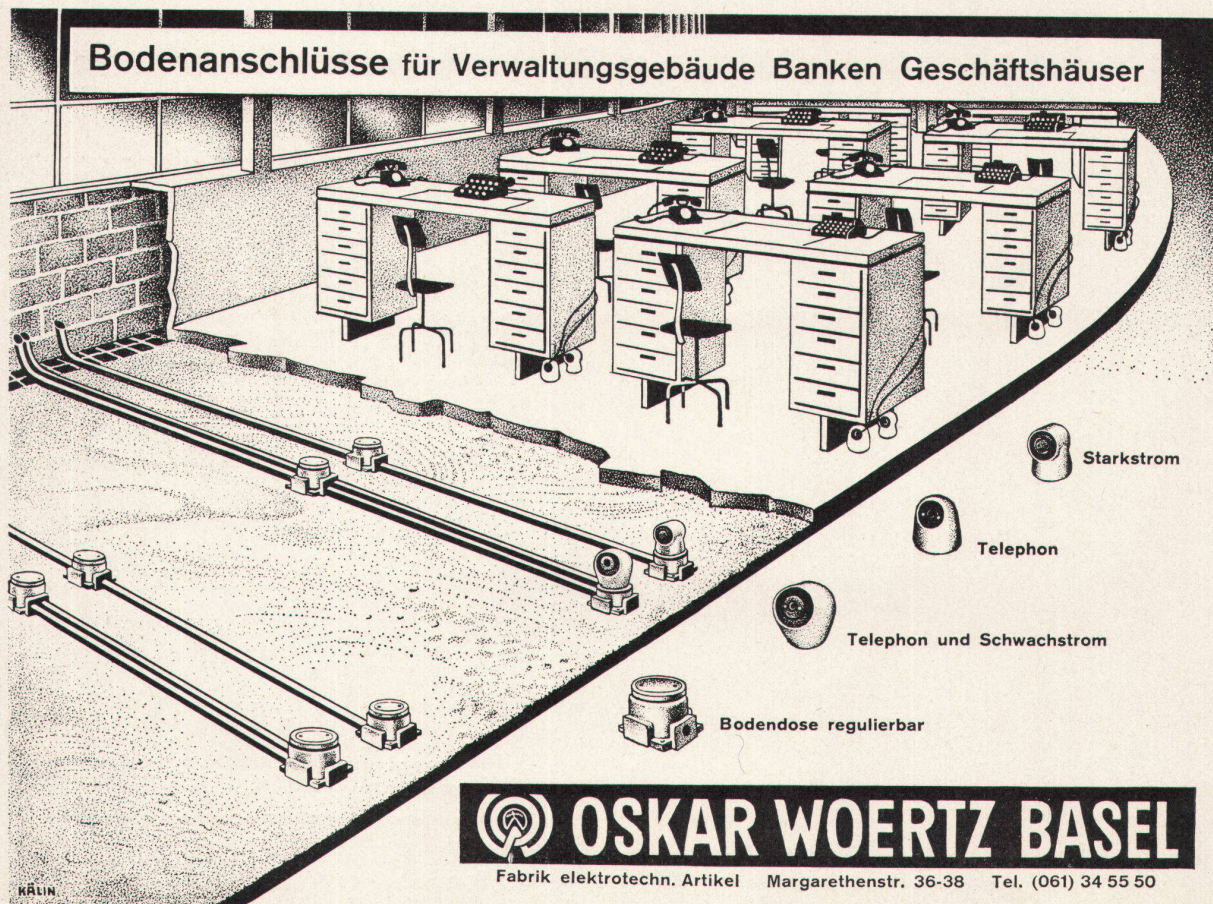 Bodenanschlüsse für Verwaltungsgebäude Banken Geschäftshäuser
Starkstrom
Telephon
Telephon und Schwachstrom
Bodendose regulierbar
OSKAR WOERTZ BASEL
Fabrik elektrotechn. Artikel Margarethenstr. 36-38 Tel. (061) 34 55 50
KÄLIN